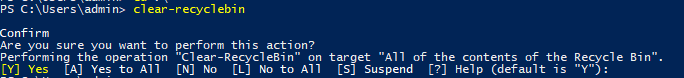 PS C:\Users\admin> clear-recyclebin
Confirm
Are you sure you want to perform this action?
Performing the operation "Clear-RecycleBin" on target "All of the contents of the Recycle Bin".
[Y] Yes  [A] Yes to All  [N] No  [L] No to All  [S] Suspend  [?] Help (default is "Y"):